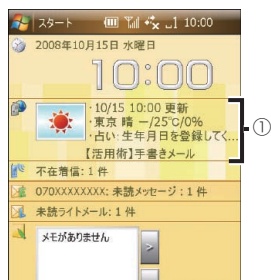 スタート 10:00
2008年10月15日 水曜日
10:00
・10/15 10:00 更新
・東京 晴 −/25℃/0%
・占い:生年月日を登録してく...
【活用術】手書きメール
①
不在着信:1 件
070XXXXXXXX:未読メッセージ:1 件
未読ライトメール:1 件
メモがありません
>